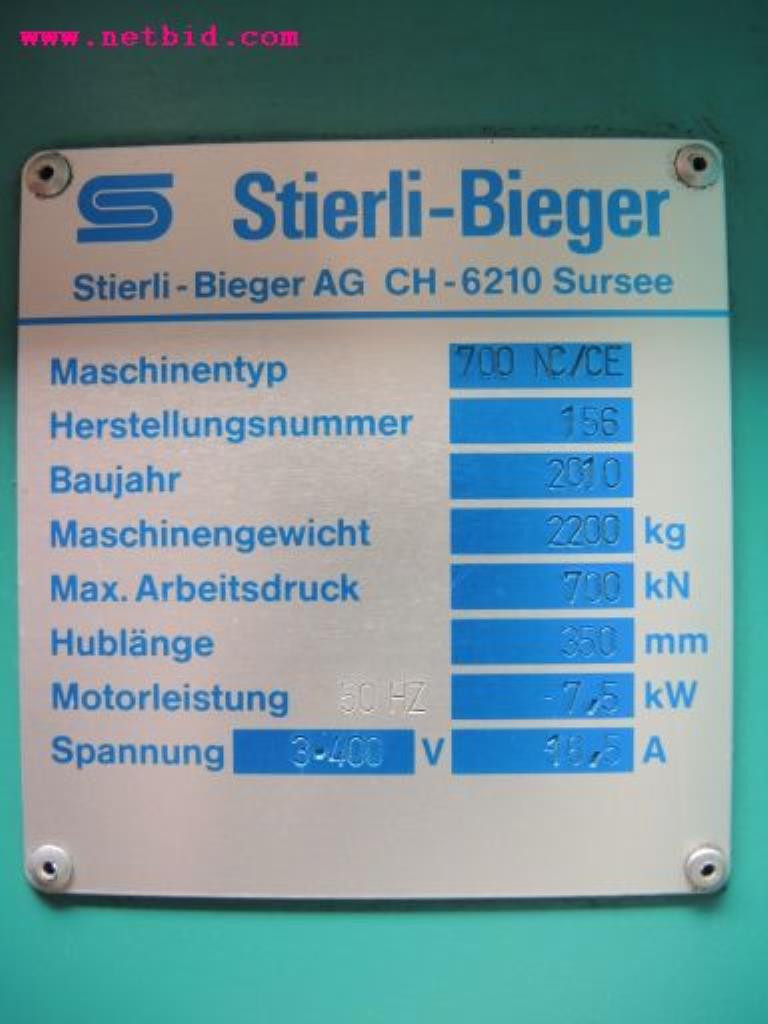 www.netbid.com
Stierli-Bieger
Stierli-Bieger AG CH-6210 Sursee
Maschinentyp 700 NC/CE
Herstellungsnummer 156
Baujahr 2010
Maschinengewicht 2200 kg
Max. Arbeitsdruck 700 kN
Hublänge 350 mm
Motorleistung 50 HZ 7,5 kW
Spannung 3×400 V A